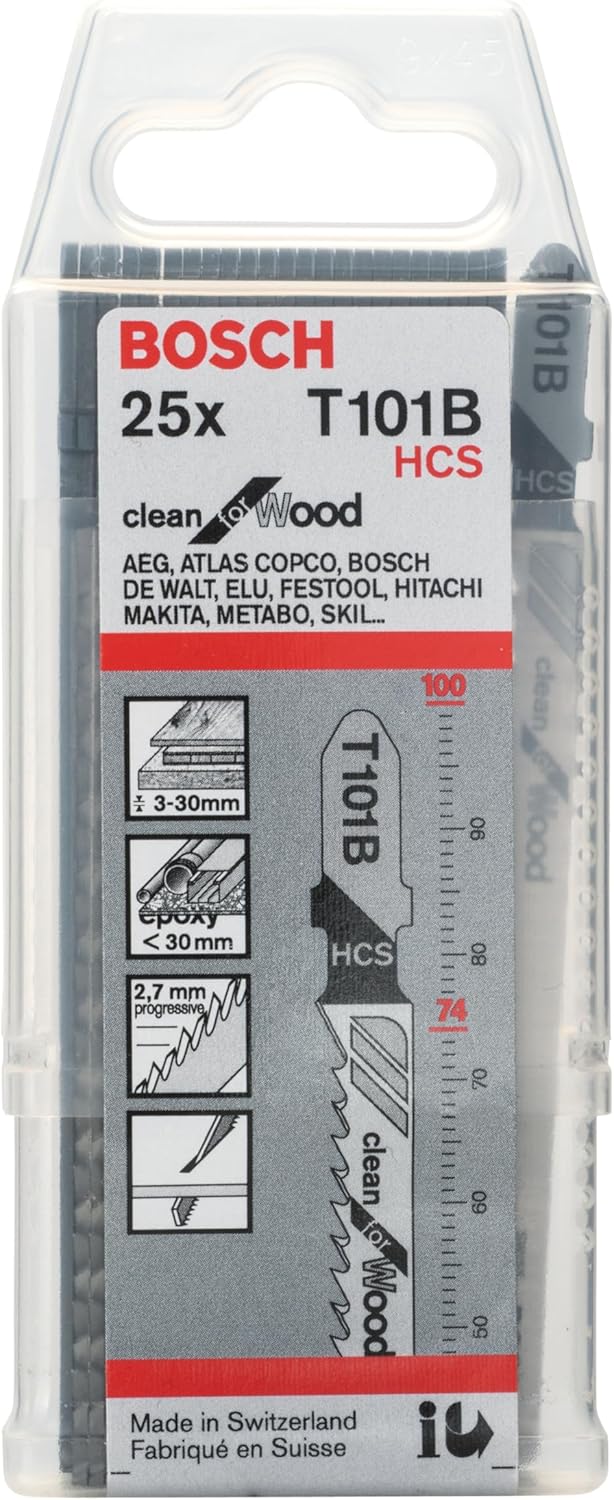 6x45
BOSCH
25x T101B
HCS
clean for Wood
AEG, ATLAS COPCO, BOSCH
DE WALT, ELU, FESTOOL, HITACHI
MAKITA, METABO, SKIL...
T101B
HCS
clean for Wood
3-30mm
epoxy
< 30 mm
2,7 mm
progressive
T101B
HCS
clean for Wood
100
90
80
74
70
60
50
Made in Switzerland
Fabriqué en Suisse